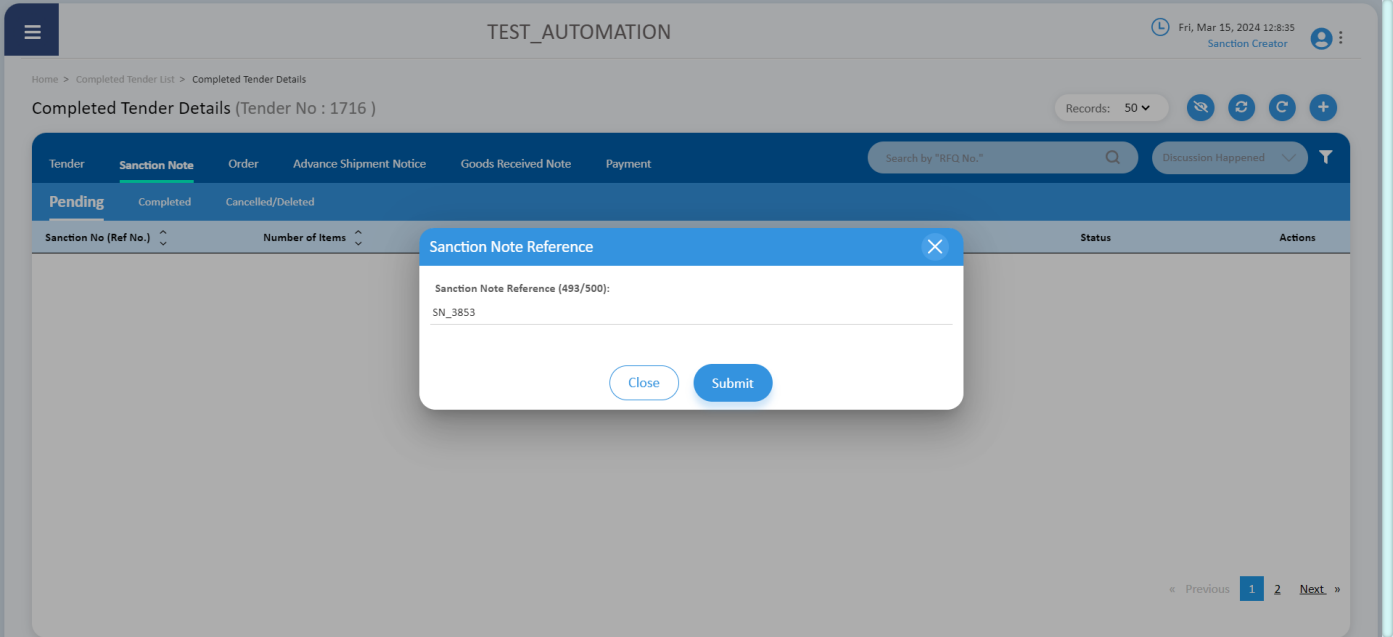 TEST_AUTOMATION
Fri, Mar 15, 2024 12:8:35
Sanction Creator
Home > Completed Tender List > Completed Tender Details
Completed Tender Details (Tender No : 1716 )
Records: 50
Tender Sanction Note Order Advance Shipment Notice Goods Received Note Payment Search by "RFQ No." Discussion Happened
Pending Completed Cancelled/Deleted
Sanction No (Ref No.) Number of Items Status Actions
Sanction Note Reference
Sanction Note Reference (493/500):
SN_3853
Close Submit
« Previous 1 2 Next »